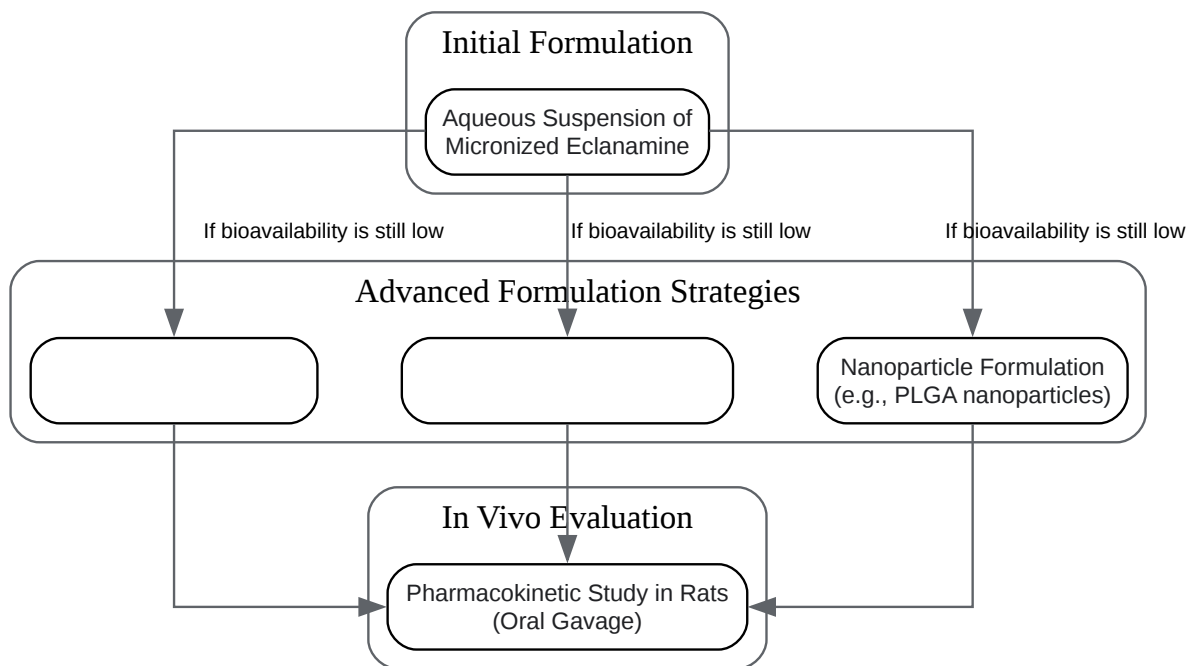 Initial Formulation
Aqueous Suspension of
Micronized Eclanamine
If bioavailability is still low
If bioavailability is still low
If bioavailability is still low
Advanced Formulation Strategies
Nanoparticle Formulation
(e.g., PLGA nanoparticles)
In Vivo Evaluation
Pharmacokinetic Study in Rats
(Oral Gavage)